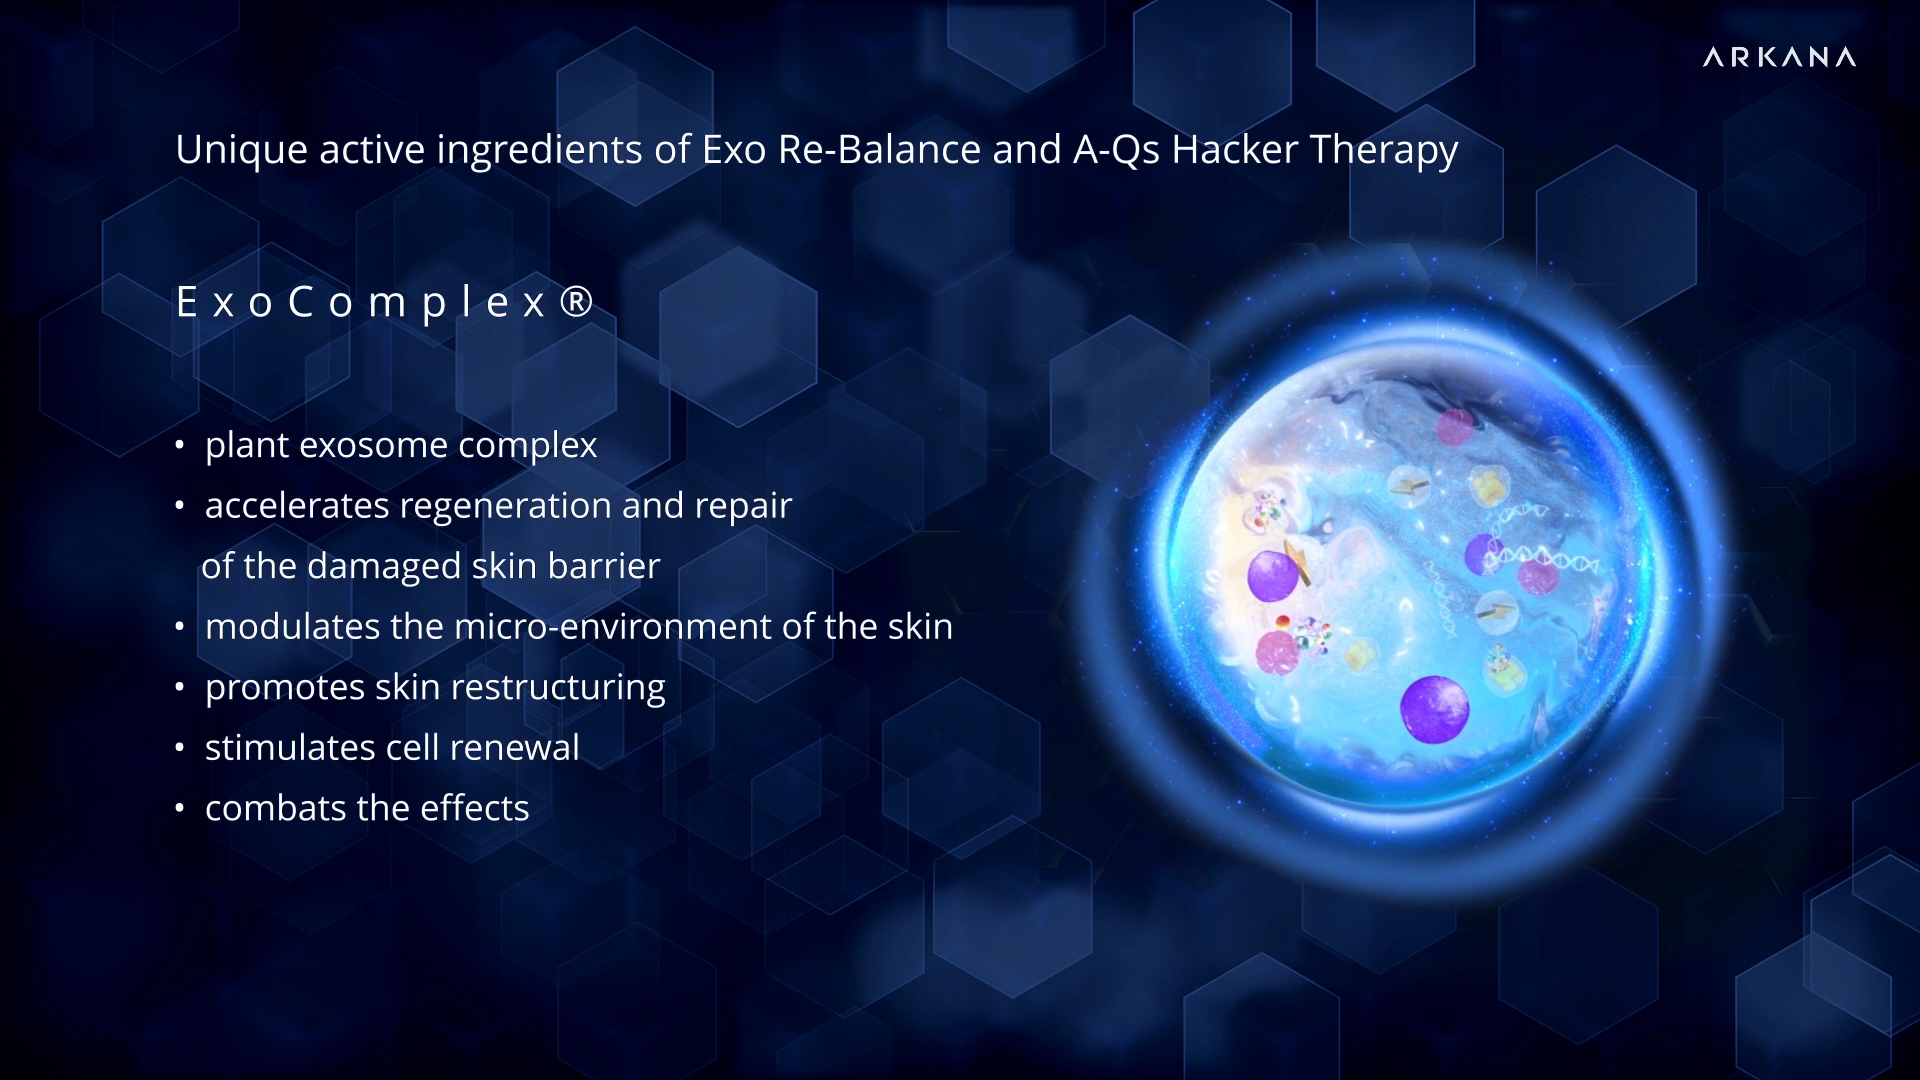 ARKANA
Unique active ingredients of Exo Re-Balance and A-Qs Hacker Therapy
ExoComplex®
• plant exosome complex
• accelerates regeneration and repair
of the damaged skin barrier
• modulates the micro-environment of the skin
• promotes skin restructuring
• stimulates cell renewal
• combats the effects